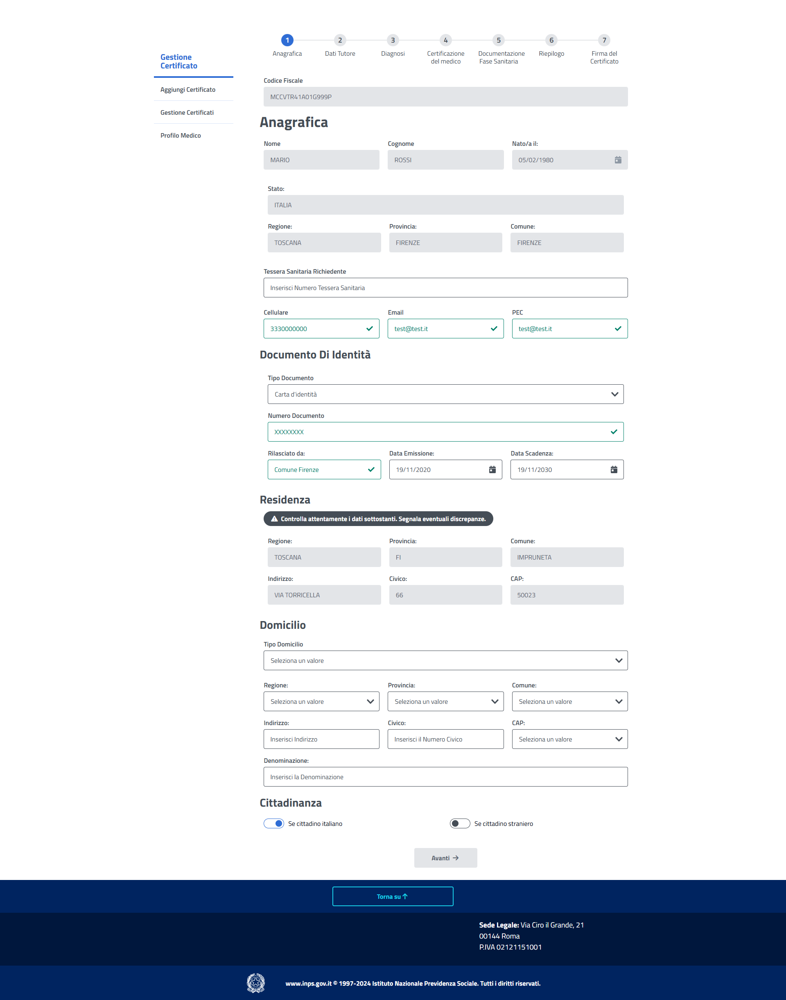 1
2
3
4
5
6
7
Anagrafica
Dati Tutore
Diagnosi
Certificazione
del medico
Documentazione
Fase Sanitaria
Riepilogo
Firma del
Certificato
Gestione
Certificato
Aggiungi Certificato
Gestione Certificati
Profilo Medico
Codice Fiscale
MCCVTR41A01G999P
Anagrafica
Nome
Cognome
Nato/a il:
MARIO
ROSSI
05/02/1980
Stato:
ITALIA
Regione:
Provincia:
Comune:
TOSCANA
FIRENZE
FIRENZE
Tessera Sanitaria Richiedente
Inserisci Numero Tessera Sanitaria
Cellulare
Email
PEC
3330000000
test@test.it
test@test.it
Documento Di Identità
Tipo Documento
Carta d'identità
Numero Documento
XXXXXXXX
Rilasciato da:
Data Emissione:
Data Scadenza:
Comune Firenze
19/11/2020
19/11/2030
Residenza
Controlla attentamente i dati sottostanti. Segnala eventuali discrepanze.
Regione:
Provincia:
Comune:
TOSCANA
FI
IMPRUNETA
Indirizzo:
Civico:
CAP:
VIA TORRICELLA
66
50023
Domicilio
Tipo Domicilio
Seleziona un valore
Regione:
Provincia:
Comune:
Seleziona un valore
Seleziona un valore
Seleziona un valore
Indirizzo:
Civico:
CAP:
Inserisci Indirizzo
Inserisci il Numero Civico
Seleziona un valore
Denominazione:
Inserisci la Denominazione
Cittadinanza
Se cittadino italiano
Se cittadino straniero
Avanti →
Torna su ↑
Sede Legale: Via Ciro il Grande, 21
00144 Roma
P.IVA 02121151001
www.inps.gov.it © 1997-2024 Istituto Nazionale Previdenza Sociale. Tutti i diritti riservati.